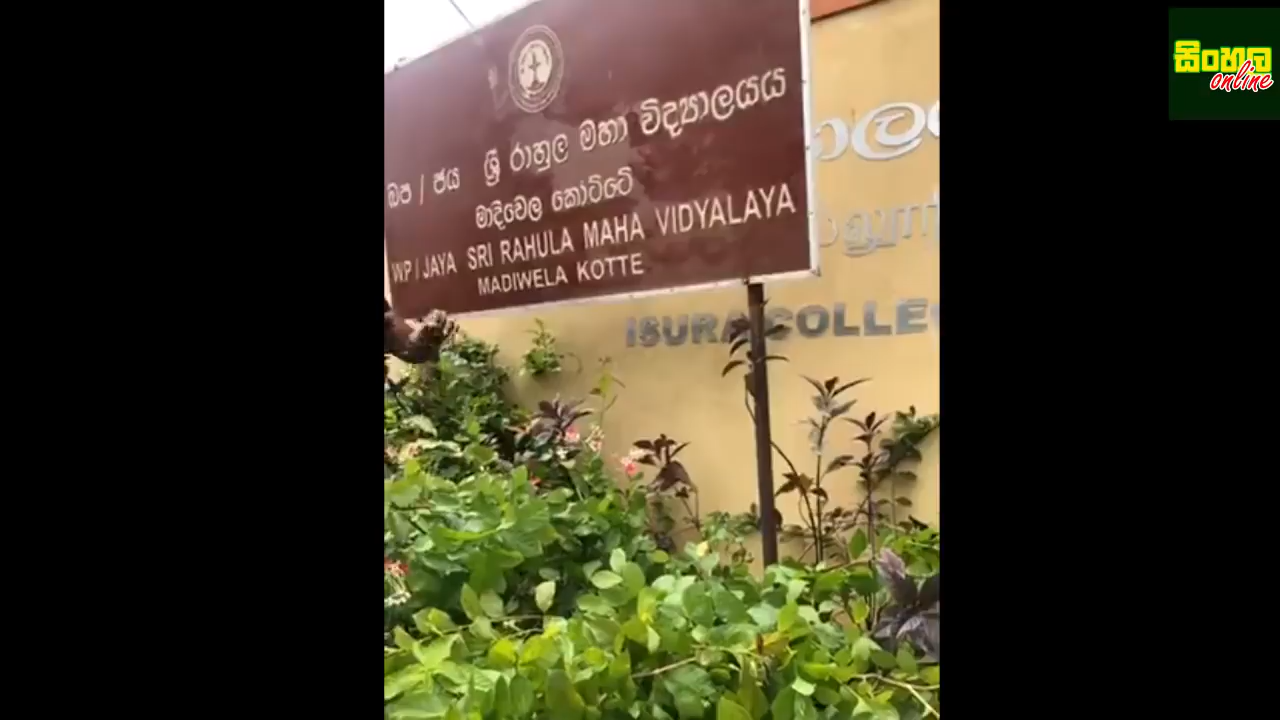 බප / ජය ශ්‍රී රාහුල මහා විද්‍යාලයය
මාදිවෙල කෝට්ටේ
WP / JAYA SRI RAHULA MAHA VIDYALAYA
MADIWELA KOTTE
ISURA COLLE
සිංහල
online